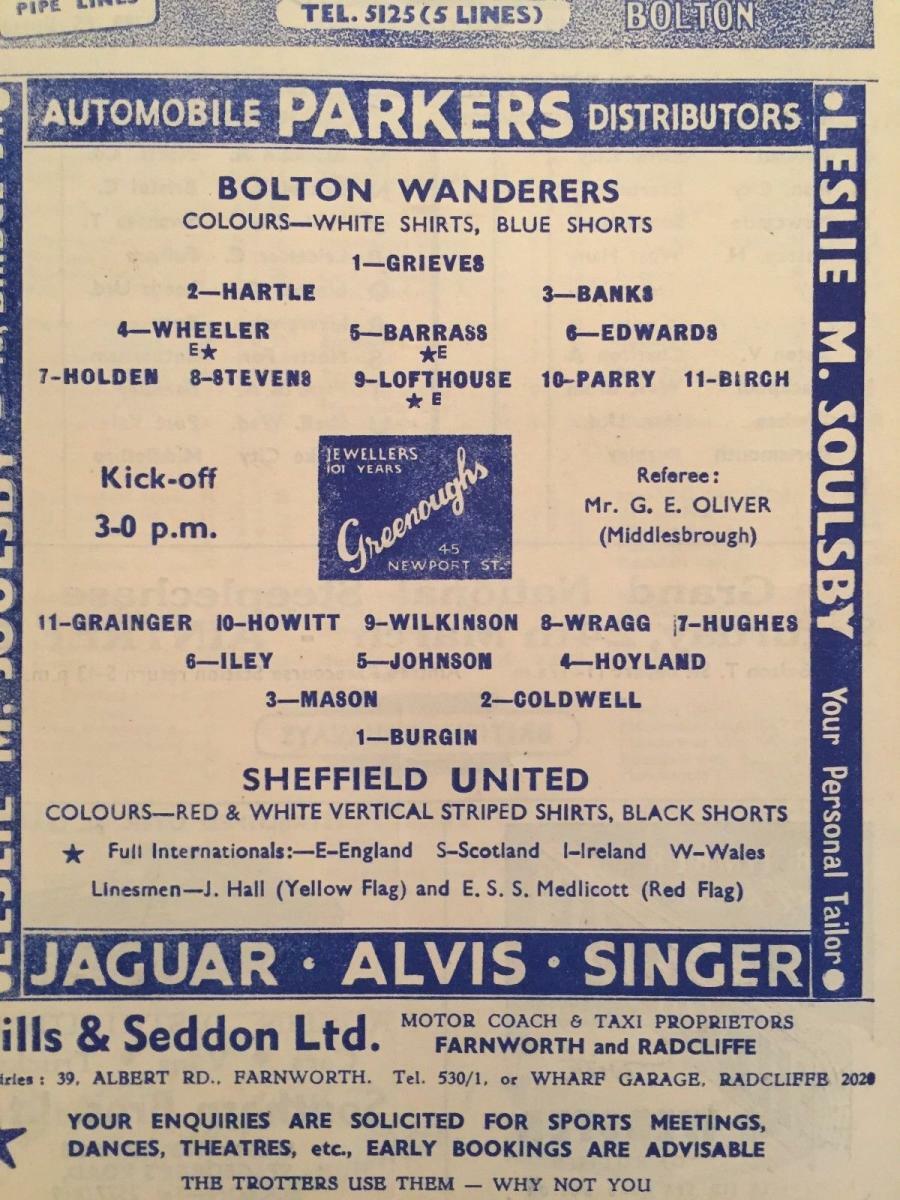 PIPE LINES
TEL. 5125 (5 LINES)
BOLTON
AUTOMOBILE PARKERS DISTRIBUTORS
BOLTON WANDERERS
COLOURS—WHITE SHIRTS, BLUE SHORTS
1—GRIEVES
2—HARTLE 3—BANKS
4—WHEELER 5—BARRASS 6—EDWARDS
E★ ★E
7-HOLDEN 8-STEVENS 9-LOFTHOUSE 10-PARRY 11-BIRCH
★ E
JEWELLERS
101 YEARS
Greenoughs
45
NEWPORT ST.
Kick-off
3-0 p.m.
Referee:
Mr. G. E. OLIVER
(Middlesbrough)
11-GRAINGER 10-HOWITT 9-WILKINSON 8-WRAGG 7-HUGHES
6—ILEY 5—JOHNSON 4—HOYLAND
3—MASON 2—COLDWELL
1—BURGIN
SHEFFIELD UNITED
COLOURS—RED & WHITE VERTICAL STRIPED SHIRTS, BLACK SHORTS
★ Full Internationals:—E-England S-Scotland I-Ireland W-Wales
Linesmen—J. Hall (Yellow Flag) and E. S. S. Medlicott (Red Flag)
JAGUAR · ALVIS · SINGER
• LESLIE M. SOULSBY Your Personal Tailor •
ills & Seddon Ltd. MOTOR COACH & TAXI PROPRIETORS
FARNWORTH and RADCLIFFE
iries: 39, ALBERT RD., FARNWORTH. Tel. 530/1, or WHARF GARAGE, RADCLIFFE 202
YOUR ENQUIRIES ARE SOLICITED FOR SPORTS MEETINGS,
DANCES, THEATRES, etc., EARLY BOOKINGS ARE ADVISABLE
THE TROTTERS USE THEM — WHY NOT YOU